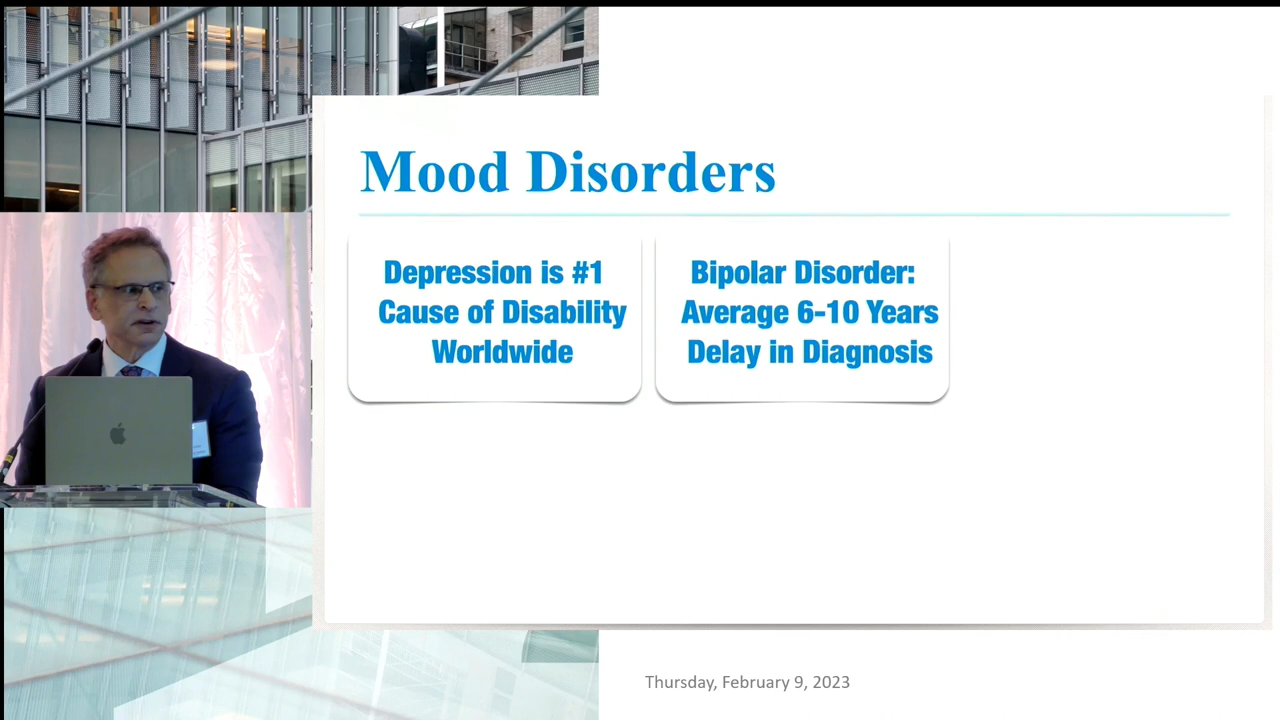 Mood Disorders
Depression is #1
Cause of Disability
Worldwide
Bipolar Disorder:
Average 6-10 Years
Delay in Diagnosis
Thursday, February 9, 2023